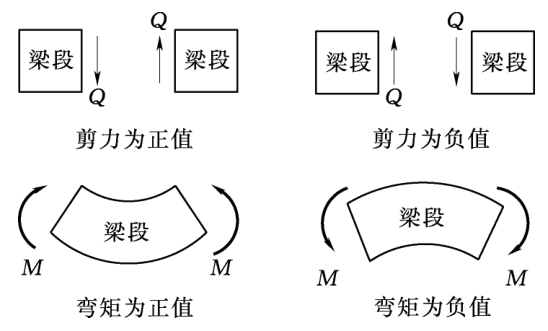 Q Q
梁段 梁段 梁段 梁段
Q Q
剪力为正值 剪力为负值
梁段 梁段
M M M M
弯矩为正值 弯矩为负值